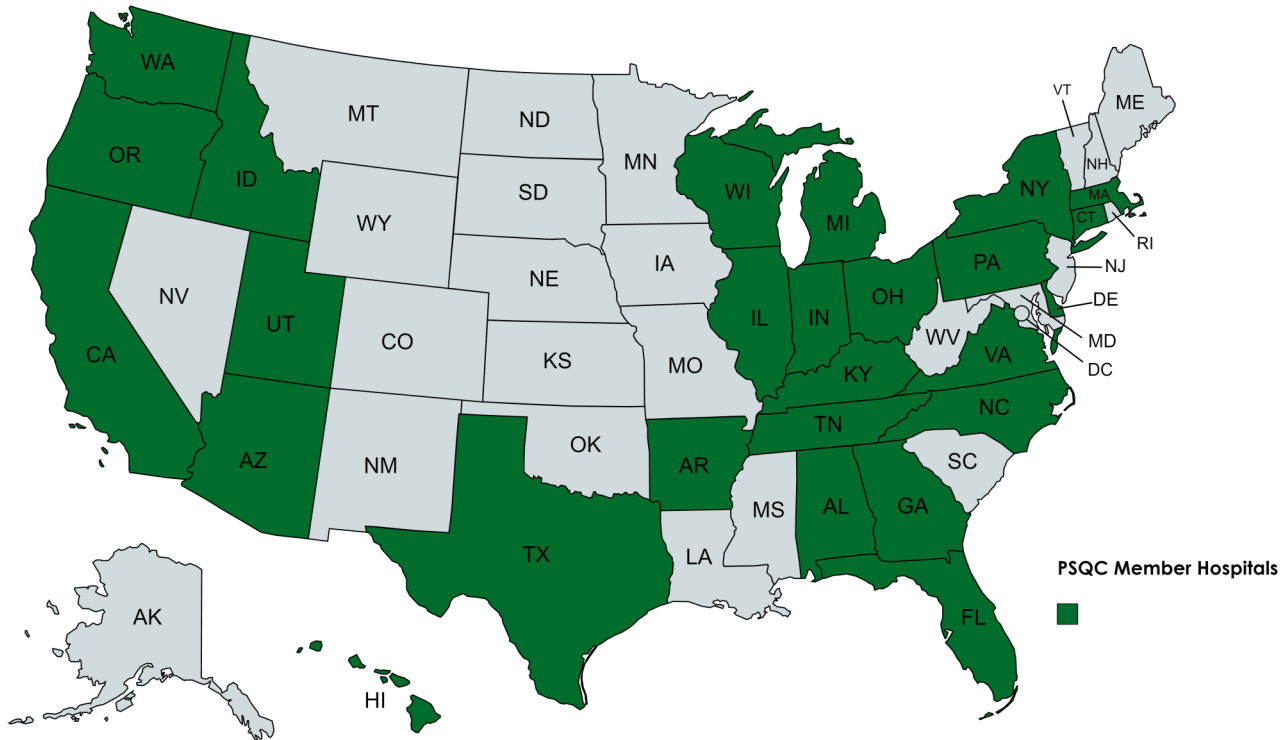 WA
MT
ND
MN
VT
ME
OR
ID
SD
WI
NH
NY
MA
WY
MI
CT
RI
IA
PA
NJ
NV
NE
DE
UT
CO
IL
IN
OH
WV
MD
CA
KS
MO
KY
VA
DC
AZ
NM
OK
AR
TN
NC
SC
MS
AL
GA
TX
LA
PSQC Member Hospitals
AK
FL
HI